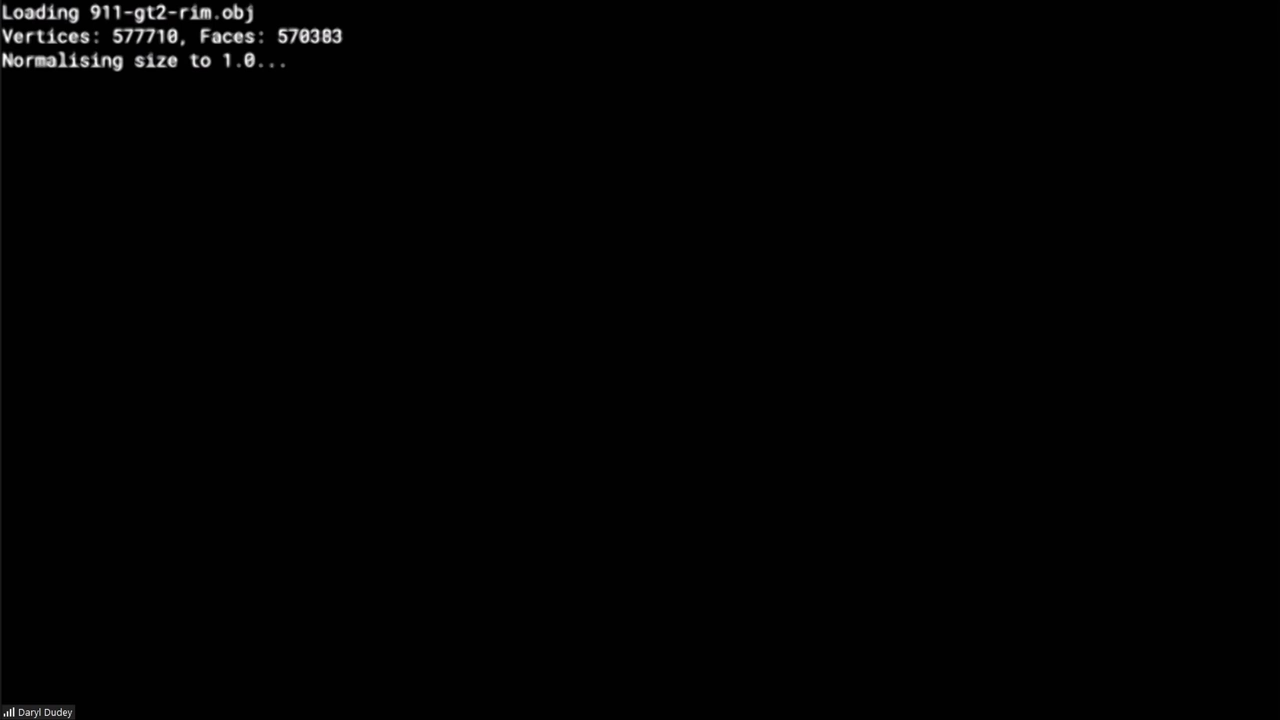 Loading 911-gt2-rim.obj
Vertices: 577710, Faces: 570383
Normalising size to 1.0...
Daryl Dudey